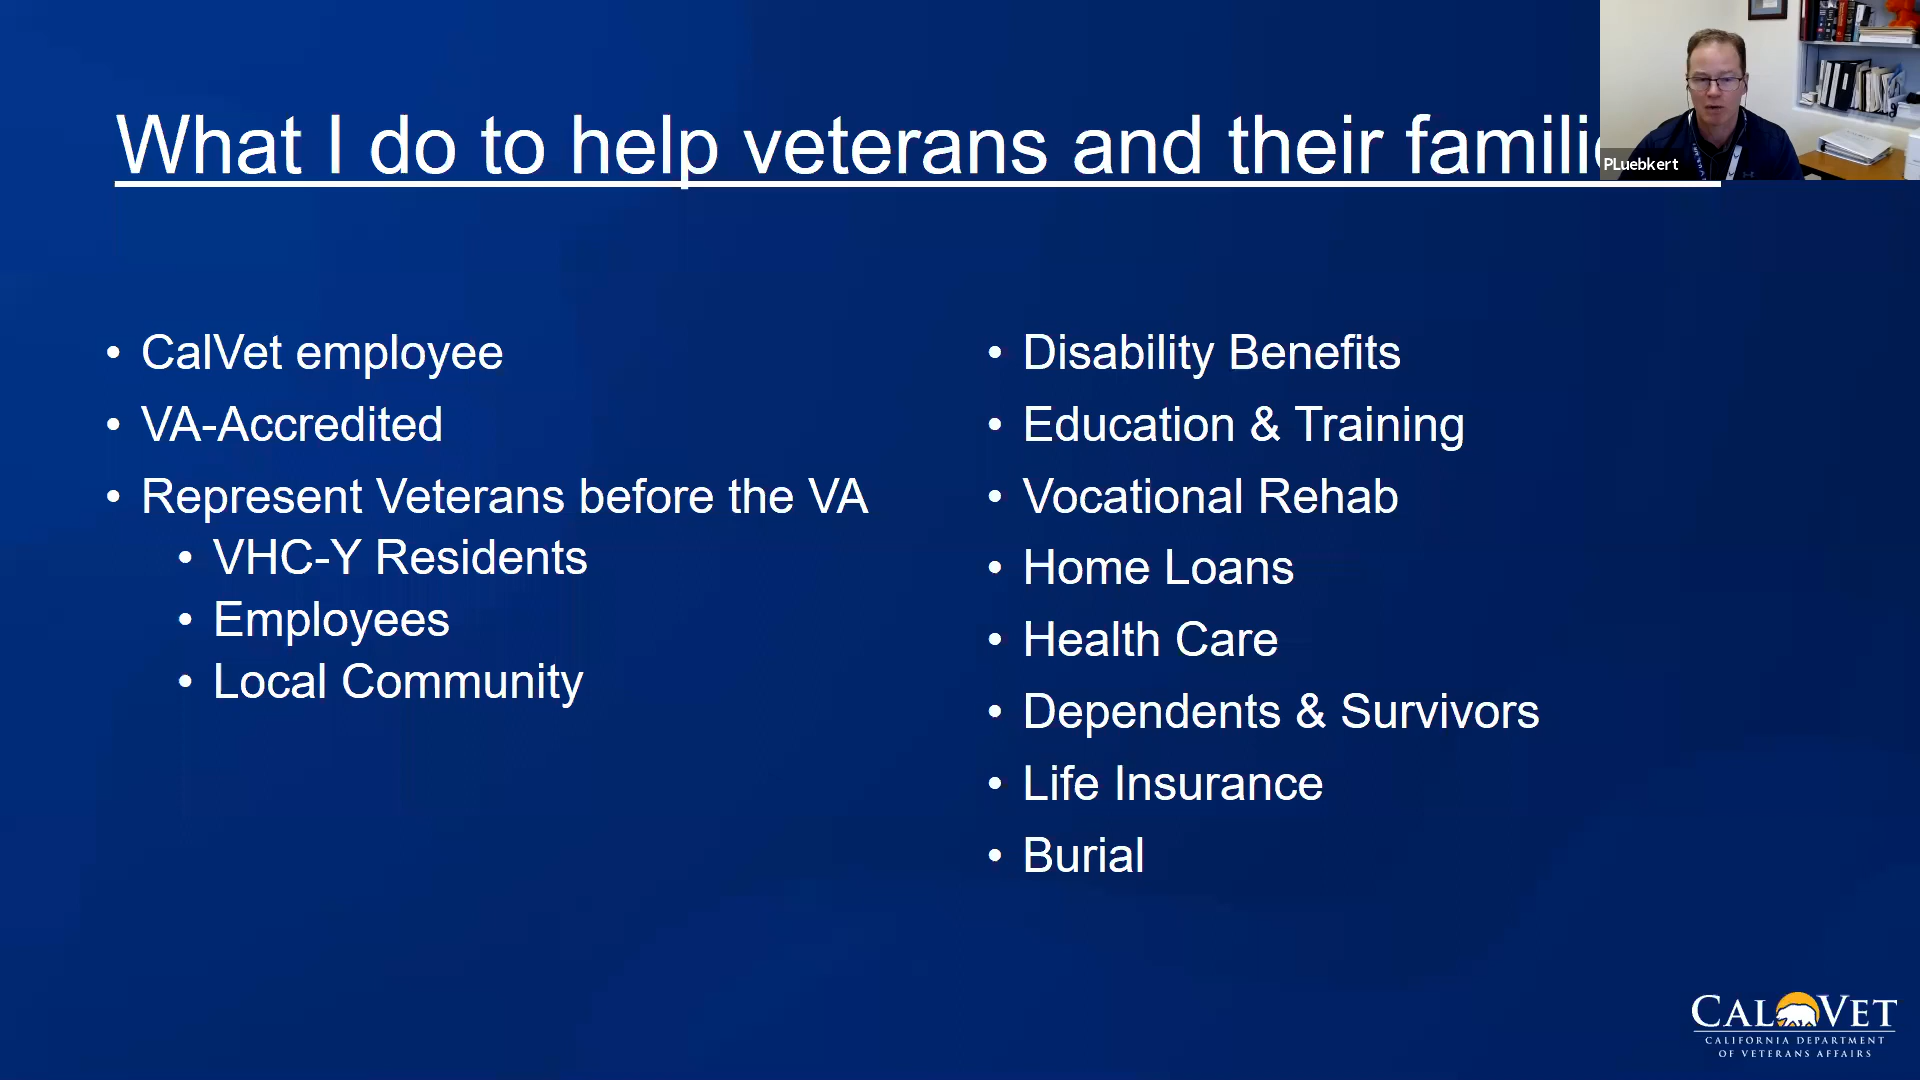 What I do to help veterans and their familie
PLuebkert
• CalVet employee
• VA-Accredited
• Represent Veterans before the VA
• VHC-Y Residents
• Employees
• Local Community
• Disability Benefits
• Education & Training
• Vocational Rehab
• Home Loans
• Health Care
• Dependents & Survivors
• Life Insurance
• Burial
CALVET
CALIFORNIA DEPARTMENT
OF VETERANS AFFAIRS